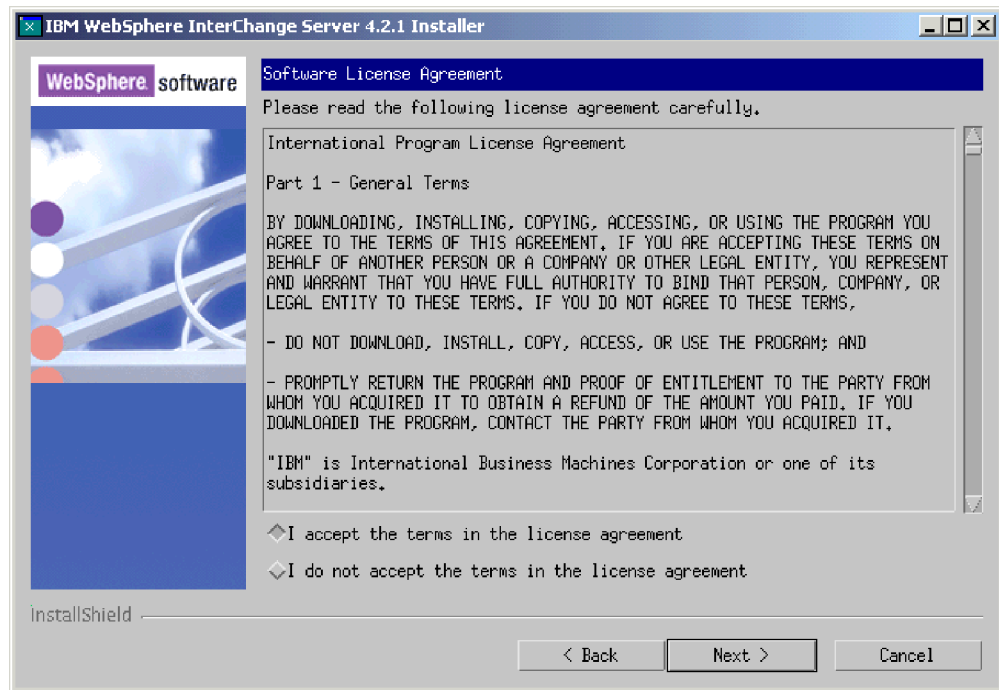 IBM WebSphere InterChange Server 4.2.1 Installer
WebSphere software
Software License Agreement
Please read the following license agreement carefully.
International Program License Agreement
Part 1 - General Terms
BY DOWNLOADING, INSTALLING, COPYING, ACCESSING, OR USING THE PROGRAM YOU
AGREE TO THE TERMS OF THIS AGREEMENT. IF YOU ARE ACCEPTING THESE TERMS ON
BEHALF OF ANOTHER PERSON OR A COMPANY OR OTHER LEGAL ENTITY, YOU REPRESENT
AND WARRANT THAT YOU HAVE FULL AUTHORITY TO BIND THAT PERSON, COMPANY, OR
LEGAL ENTITY TO THESE TERMS. IF YOU DO NOT AGREE TO THESE TERMS,
- DO NOT DOWNLOAD, INSTALL, COPY, ACCESS, OR USE THE PROGRAM; AND
- PROMPTLY RETURN THE PROGRAM AND PROOF OF ENTITLEMENT TO THE PARTY FROM
WHOM YOU ACQUIRED IT TO OBTAIN A REFUND OF THE AMOUNT YOU PAID. IF YOU
DOWNLOADED THE PROGRAM, CONTACT THE PARTY FROM WHOM YOU ACQUIRED IT.
"IBM" is International Business Machines Corporation or one of its
subsidiaries.
I accept the terms in the license agreement
I do not accept the terms in the license agreement
InstallShield
< Back
Next >
Cancel